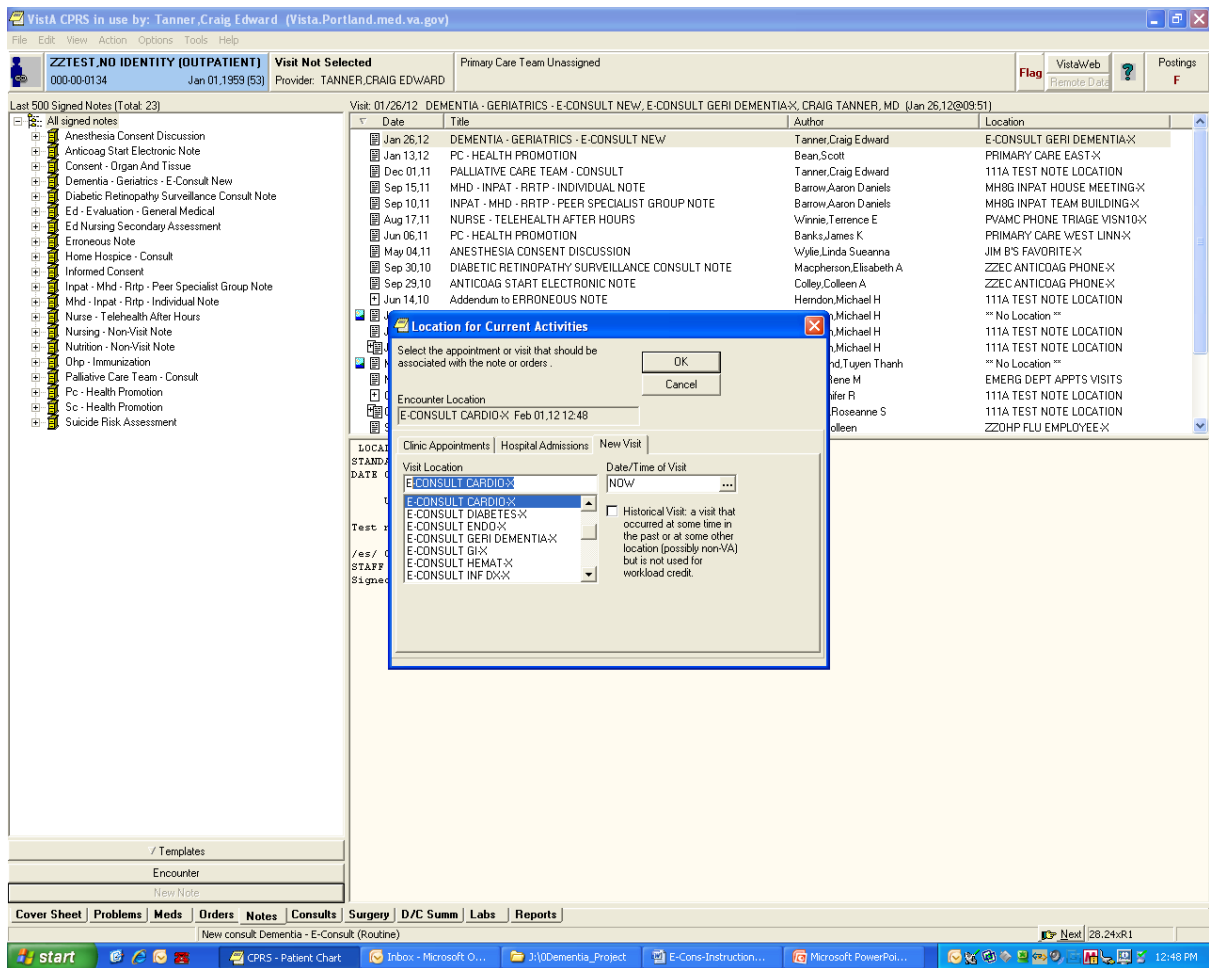 VistA CPRS in use by: Tanner,Craig Edward (Vista.Portland.med.va.gov)
File Edit View Action Options Tools Help
ZZTEST,NO IDENTITY (OUTPATIENT) Visit Not Selected Primary Care Team Unassigned Flag VistaWeb Postings
000-00-0134 Jan 01,1959 (53) Provider: TANNER,CRAIG EDWARD Remote Data ? F
Last 500 Signed Notes (Total: 23) Visit: 01/26/12 DEMENTIA - GERIATRICS - E-CONSULT NEW, E-CONSULT GERI DEMENTIA-X, CRAIG TANNER, MD (Jan 26,12@09:51)
All signed notes
Anesthesia Consent Discussion
Anticoag Start Electronic Note
Consent - Organ And Tissue
Dementia - Geriatrics - E-Consult New
Diabetic Retinopathy Surveillance Consult Note
Ed - Evaluation - General Medical
Ed Nursing Secondary Assessment
Erroneous Note
Home Hospice - Consult
Informed Consent
Inpat - Mhd - Rrtp - Peer Specialist Group Note
Mhd - Inpat - Rrtp - Individual Note
Nurse - Telehealth After Hours
Nursing - Non-Visit Note
Nutrition - Non-Visit Note
Ohp - Immunization
Palliative Care Team - Consult
Pc - Health Promotion
Sc - Health Promotion
Suicide Risk Assessment
Date Title Author Location
Jan 26,12 DEMENTIA - GERIATRICS - E-CONSULT NEW Tanner,Craig Edward E-CONSULT GERI DEMENTIA-X
Jan 13,12 PC - HEALTH PROMOTION Bean,Scott PRIMARY CARE EAST-X
Dec 01,11 PALLIATIVE CARE TEAM - CONSULT Tanner,Craig Edward 111A TEST NOTE LOCATION
Sep 15,11 MHD - INPAT - RRTP - INDIVIDUAL NOTE Barrow,Aaron Daniels MH8G INPAT HOUSE MEETING-X
Sep 10,11 INPAT - MHD - RRTP - PEER SPECIALIST GROUP NOTE Barrow,Aaron Daniels MH8G INPAT TEAM BUILDING-X
Aug 17,11 NURSE - TELEHEALTH AFTER HOURS Winnie,Terrence E PVAMC PHONE TRIAGE VISN10-X
Jun 06,11 PC - HEALTH PROMOTION Banks,James K PRIMARY CARE WEST LINN-X
May 04,11 ANESTHESIA CONSENT DISCUSSION Wylie,Linda Sueanna JIM B'S FAVORITE-X
Sep 30,10 DIABETIC RETINOPATHY SURVEILLANCE CONSULT NOTE Macpherson,Elisabeth A ZZEC ANTICOAG PHONE-X
Sep 29,10 ANTICOAG START ELECTRONIC NOTE Colley,Colleen A ZZEC ANTICOAG PHONE-X
Jun 14,10 Addendum to ERRONEOUS NOTE Herndon,Michael H 111A TEST NOTE LOCATION
n,Michael H ** No Location **
n,Michael H 111A TEST NOTE LOCATION
n,Michael H 111A TEST NOTE LOCATION
nd,Tuyen Thanh ** No Location **
Rene M EMERG DEPT APPTS VISITS
nifer R 111A TEST NOTE LOCATION
,Roseanne S 111A TEST NOTE LOCATION
olleen ZZOHP FLU EMPLOYEE-X
Location for Current Activities
Select the appointment or visit that should be
associated with the note or orders .
OK
Cancel
Encounter Location
E-CONSULT CARDIO-X Feb 01,12 12:48
Clinic Appointments Hospital Admissions New Visit
Visit Location Date/Time of Visit
E-CONSULT CARDIO-X NOW ...
E-CONSULT CARDIO-X
E-CONSULT DIABETES-X
E-CONSULT ENDO-X
E-CONSULT GERI DEMENTIA-X
E-CONSULT GI-X
E-CONSULT HEMAT-X
E-CONSULT INF DX-X
Historical Visit: a visit that
occurred at some time in
the past or at some other
location (possibly non-VA)
but is not used for
workload credit.
LOCAL
STANDA
DATE O
Test r
/es/ C
STAFF
Signed
Templates
Encounter
New Note
Cover Sheet Problems Meds Orders Notes Consults Surgery D/C Summ Labs Reports
New consult Dementia - E-Consult (Routine) Next 28.24xR1
start CPRS - Patient Chart Inbox - Microsoft O... J:\0Dementia_Project E-Cons-Instruction... Microsoft PowerPoi... 12:48 PM